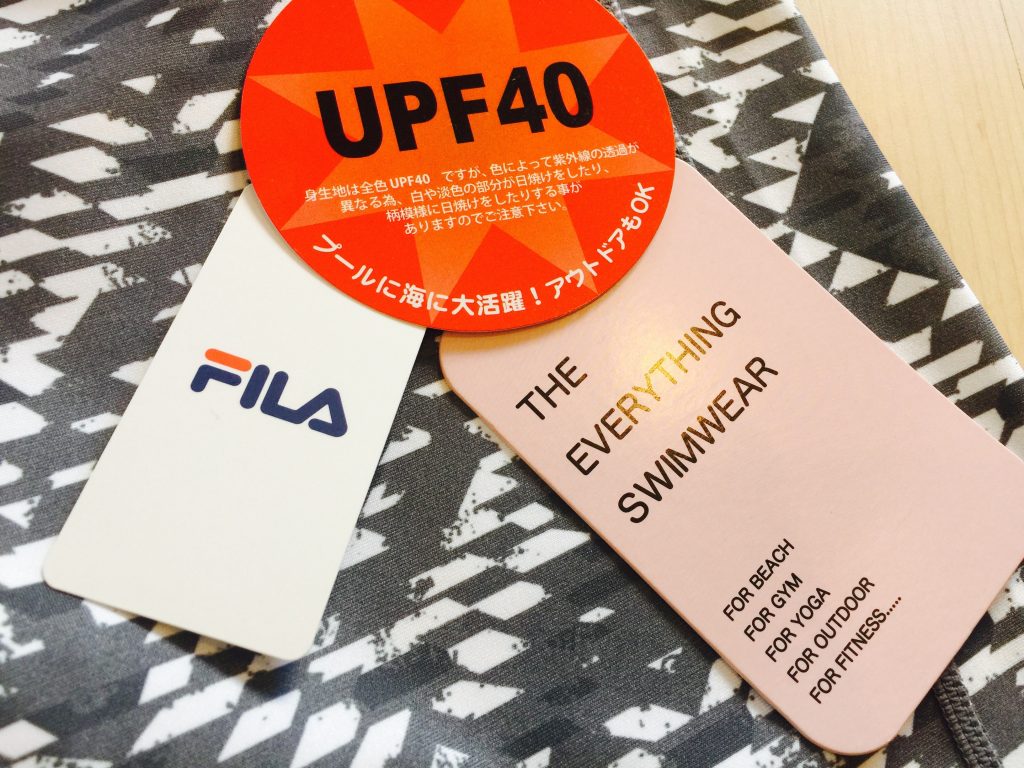 UPF40
身生地は全色UPF40 ですが、色によって紫外線の透過が
異なる為、白や淡色の部分が日焼けをしたり、
柄模様に日焼けをしたりする事が
ありますのでご注意下さい。
プールに海に大活躍！アウトドアもOK
FILA
THE
EVERYTHING
SWIMWEAR
FOR BEACH
FOR GYM
FOR YOGA
FOR OUTDOOR
FOR FITNESS.....